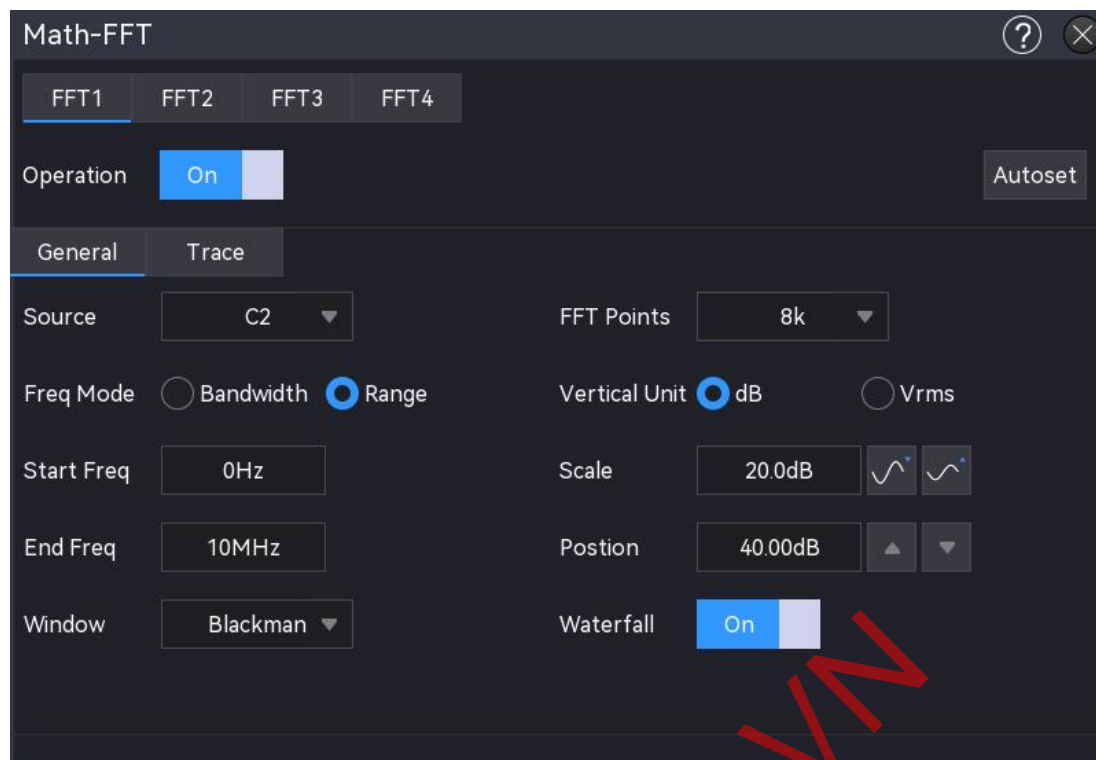 Math-FFT ?
FFT1 FFT2 FFT3 FFT4
Operation On Autoset
General Trace
Source C2 FFT Points 8k
Freq Mode Bandwidth Range Vertical Unit dB Vrms
Start Freq 0Hz Scale 20.0dB
End Freq 10MHz Postion 40.00dB
Window Blackman Waterfall On
VN